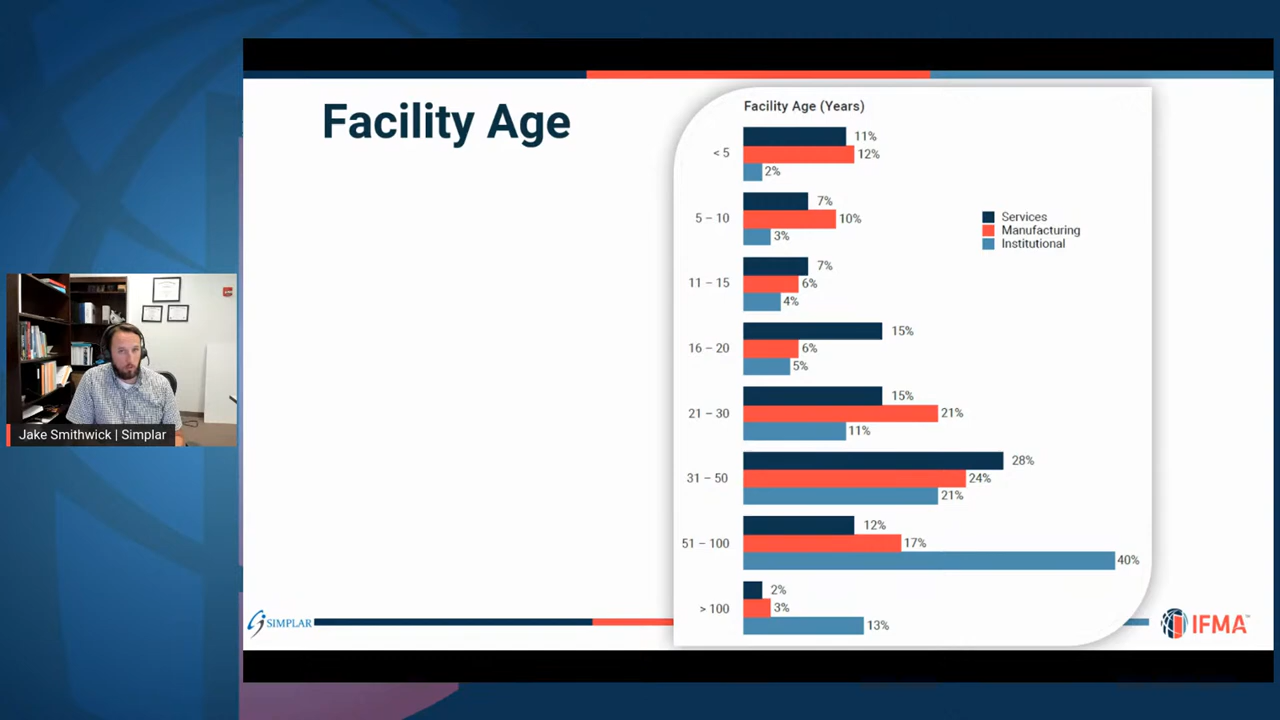 Facility Age
Facility Age (Years)
< 5
11%
12%
2%
5 – 10
7%
10%
3%
Services
Manufacturing
Institutional
11 – 15
7%
6%
4%
16 – 20
15%
6%
5%
21 – 30
15%
21%
11%
31 – 50
28%
24%
21%
51 – 100
12%
17%
40%
> 100
2%
3%
13%
Jake Smithwick | Simplar
SIMPLAR
IFMA™